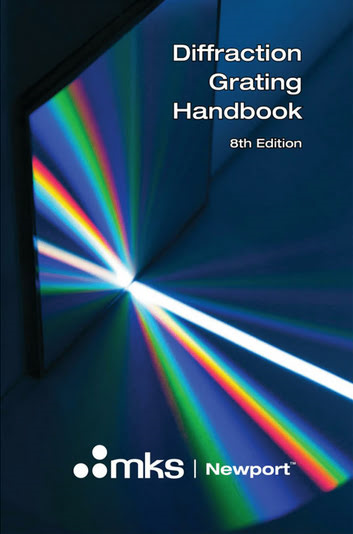 Diffraction
Grating
Handbook
8th Edition
mks | Newport™